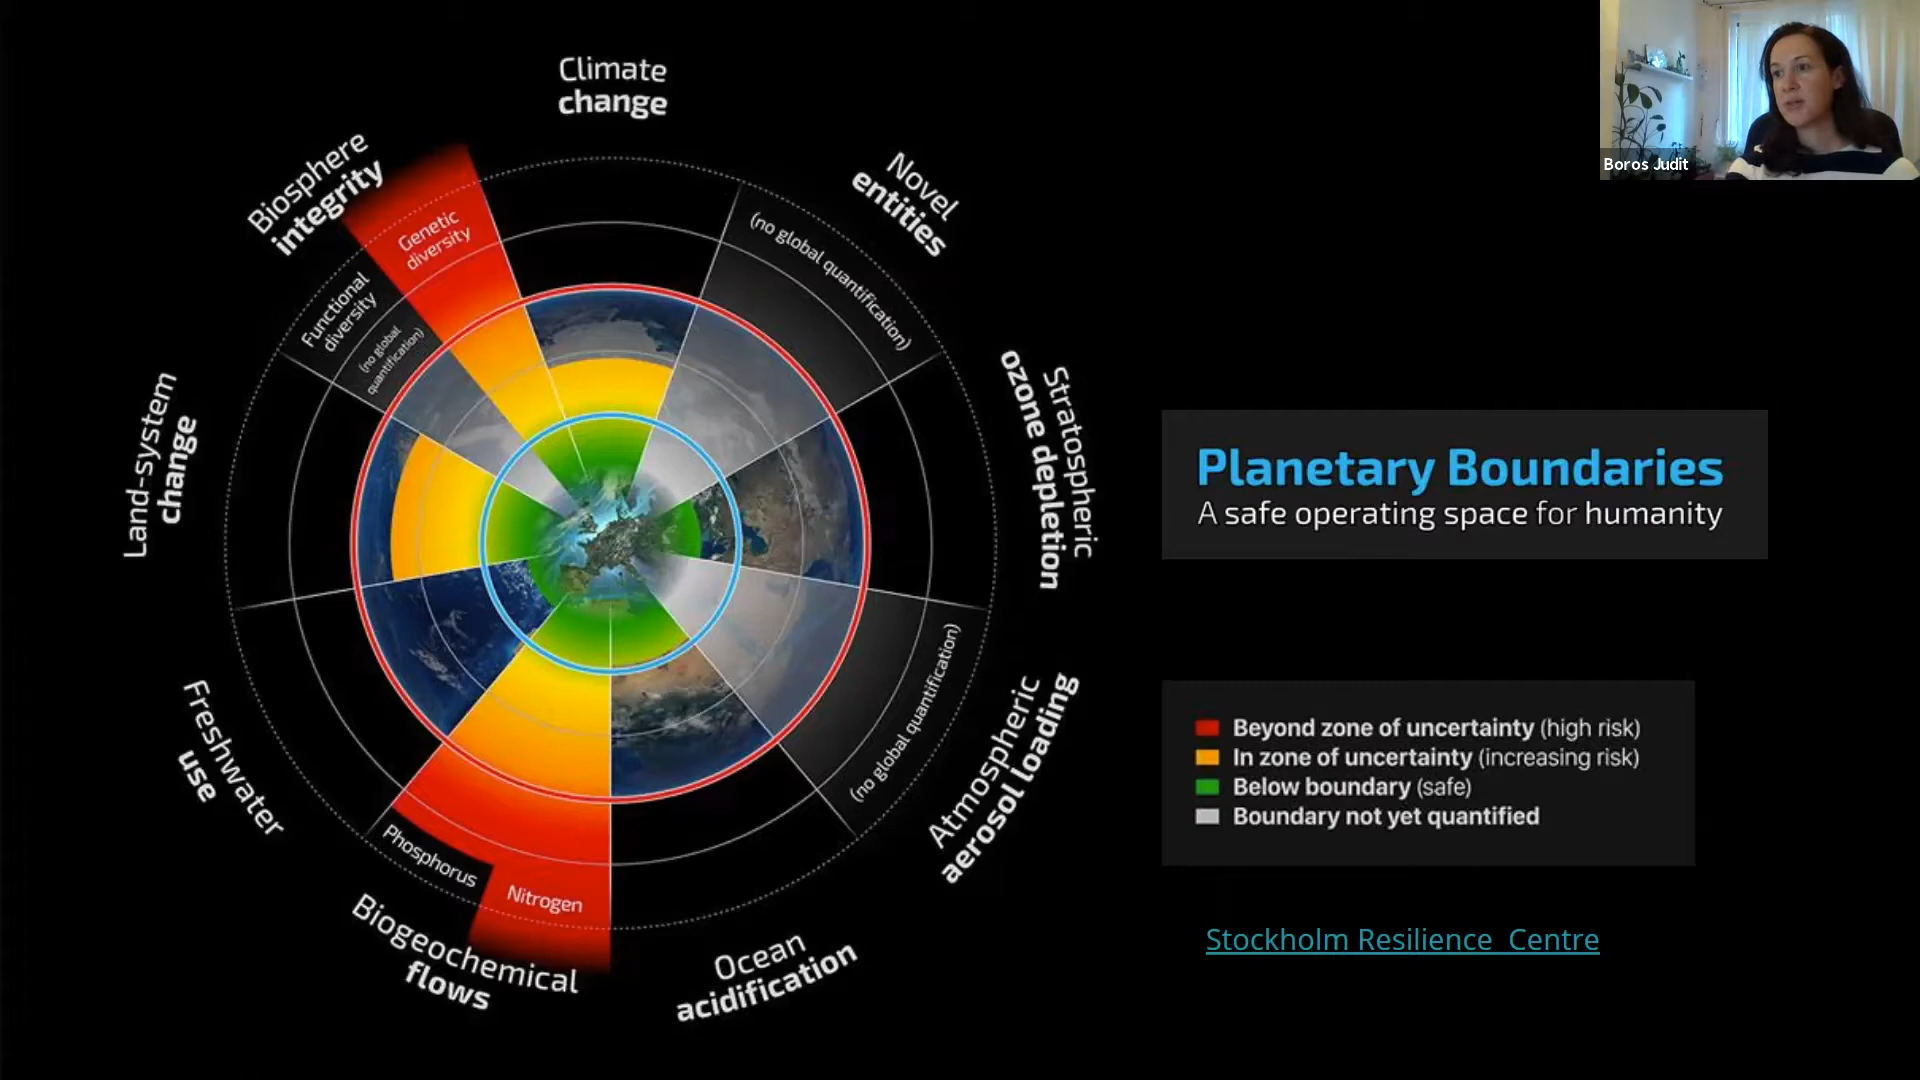 Climate
change
Biosphere
integrity
Novel
entities
Genetic
diversity
Functional
diversity
(no global
quantification)
(no global quantification)
Stratospheric
ozone depletion
Land-system
change
Freshwater
use
Atmospheric
aerosol loading
(no global quantification)
Phosphorus
Nitrogen
Biogeochemical
flows
Ocean
acidification
Boros Judit
Planetary Boundaries
A safe operating space for humanity
Beyond zone of uncertainty (high risk)
In zone of uncertainty (increasing risk)
Below boundary (safe)
Boundary not yet quantified
Stockholm Resilience Centre